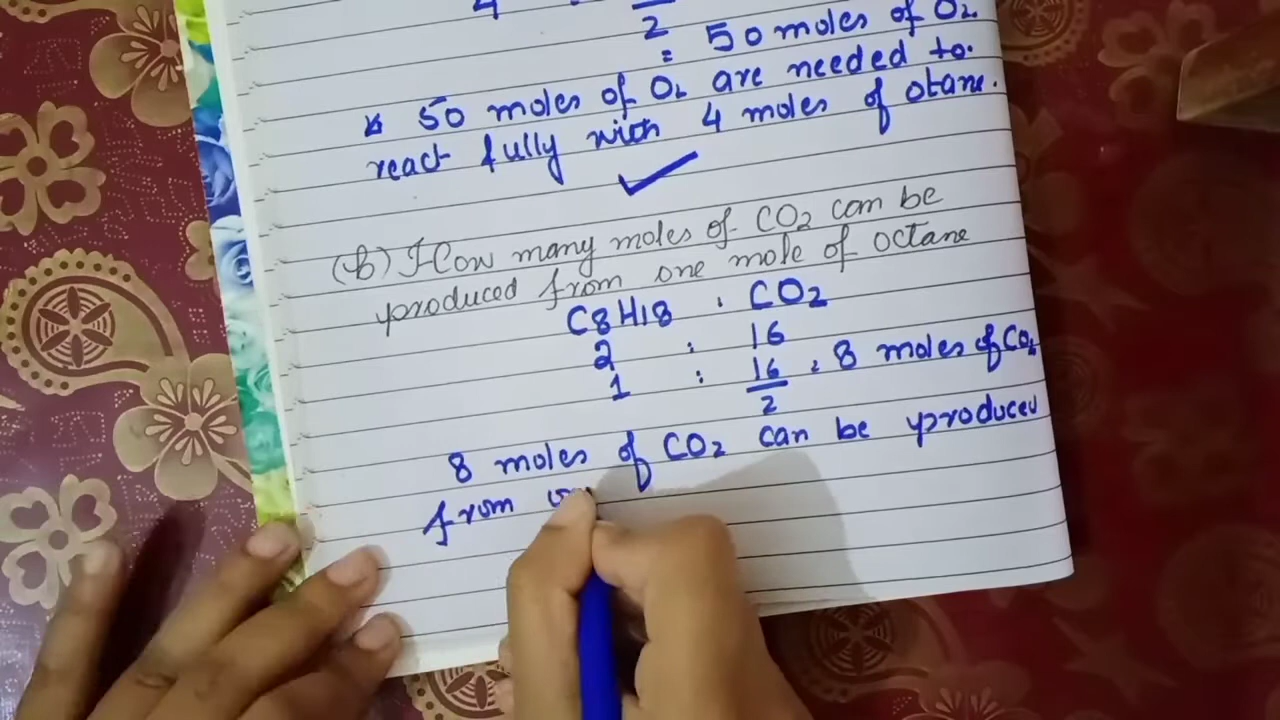 4 2
= 50 moles of O2.
50 moles of O2 are needed to.
react fully with 4 moles of otane.
(b) How many moles of CO2 can be
produced from one mole of octane
C8H18 : CO2
2 : 16
1 : 16/2 = 8 moles of CO2
8 moles of CO2 can be produced
from